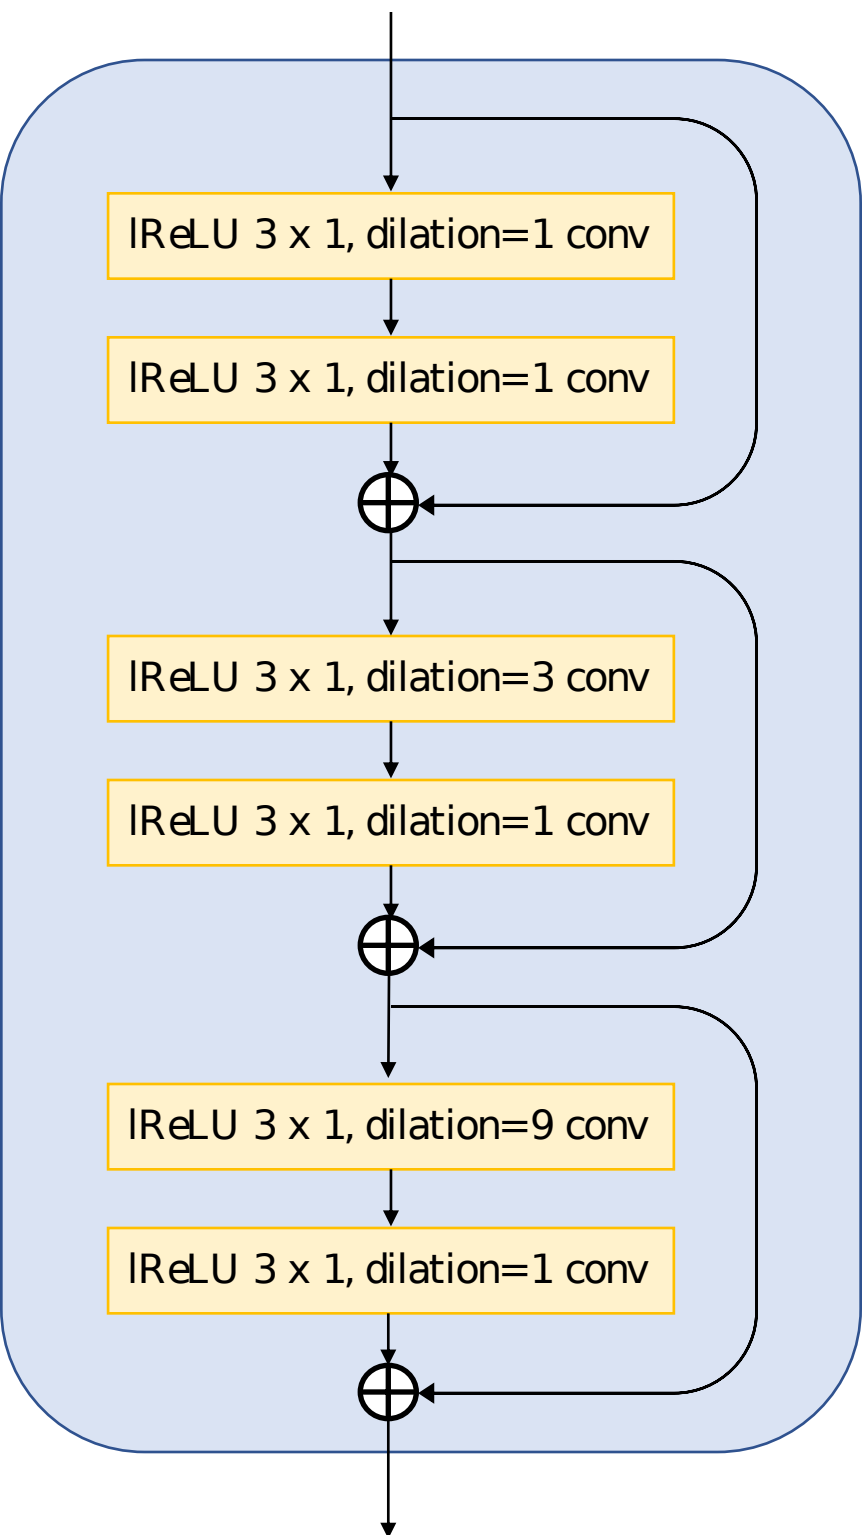 lReLU 3 x 1, dilation=1 conv
lReLU 3 x 1, dilation=1 conv
lReLU 3 x 1, dilation=3 conv
lReLU 3 x 1, dilation=1 conv
lReLU 3 x 1, dilation=9 conv
lReLU 3 x 1, dilation=1 conv